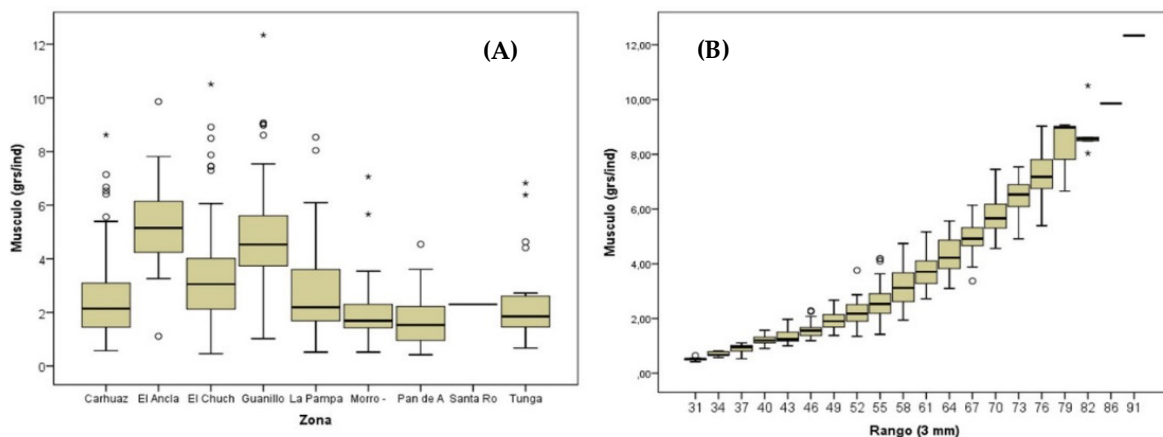 (A)
Musculo (grs/ind)
12
10
8
6
4
2
0
Carhuaz El Ancla El Chuch Guanillo La Pampa Morro - Pan de A Santa Ro Tunga
Zona
(B)
Musculo (grs/ind)
12,00
10,00
8,00
6,00
4,00
2,00
,00
31 34 37 40 43 46 49 52 55 58 61 64 67 70 73 76 79 82 86 91
Rango (3 mm)